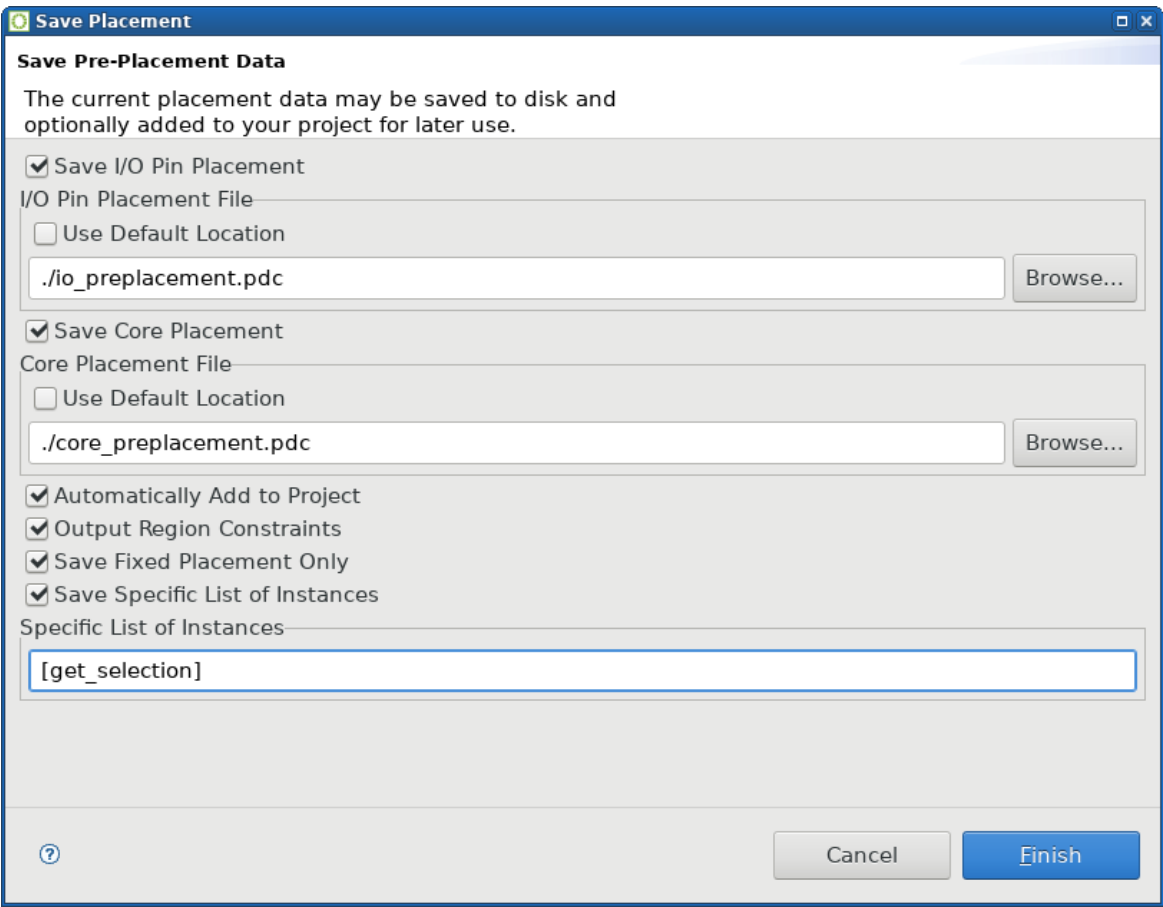 Save Placement
Save Pre-Placement Data
The current placement data may be saved to disk and
optionally added to your project for later use.
Save I/O Pin Placement
I/O Pin Placement File
Use Default Location
./io_preplacement.pdc
Browse...
Save Core Placement
Core Placement File
Use Default Location
./core_preplacement.pdc
Browse...
Automatically Add to Project
Output Region Constraints
Save Fixed Placement Only
Save Specific List of Instances
Specific List of Instances
[get_selection]
?
Cancel
Finish